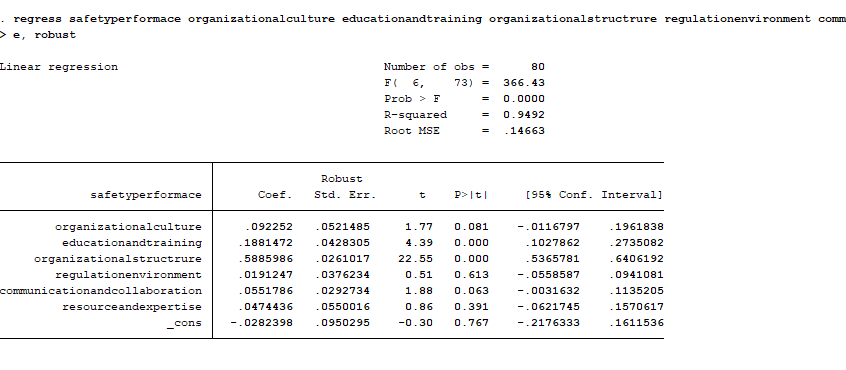 . regress safetyperformace organizationalculture educationandtraining organizationalstructrure regulationenvironment comm
> e, robust
Linear regression Number of obs = 80
F( 6, 73) = 366.43
Prob > F = 0.0000
R-squared = 0.9492
Root MSE = .14663
Robust
safetyperformace Coef. Std. Err. t P>|t| [95% Conf. Interval]
organizationalculture .092252 .0521485 1.77 0.081 -.0116797 .1961838
educationandtraining .1881472 .0428305 4.39 0.000 .1027862 .2735082
organizationalstructrure .5885986 .0261017 22.55 0.000 .5365781 .6406192
regulationenvironment .0191247 .0376234 0.51 0.613 -.0558587 .0941081
communicationandcollaboration .0551786 .0292734 1.88 0.063 -.0031632 .1135205
resourceandexpertise .0474436 .0550016 0.86 0.391 -.0621745 .1570617
_cons -.0282398 .0950295 -0.30 0.767 -.2176333 .1611536